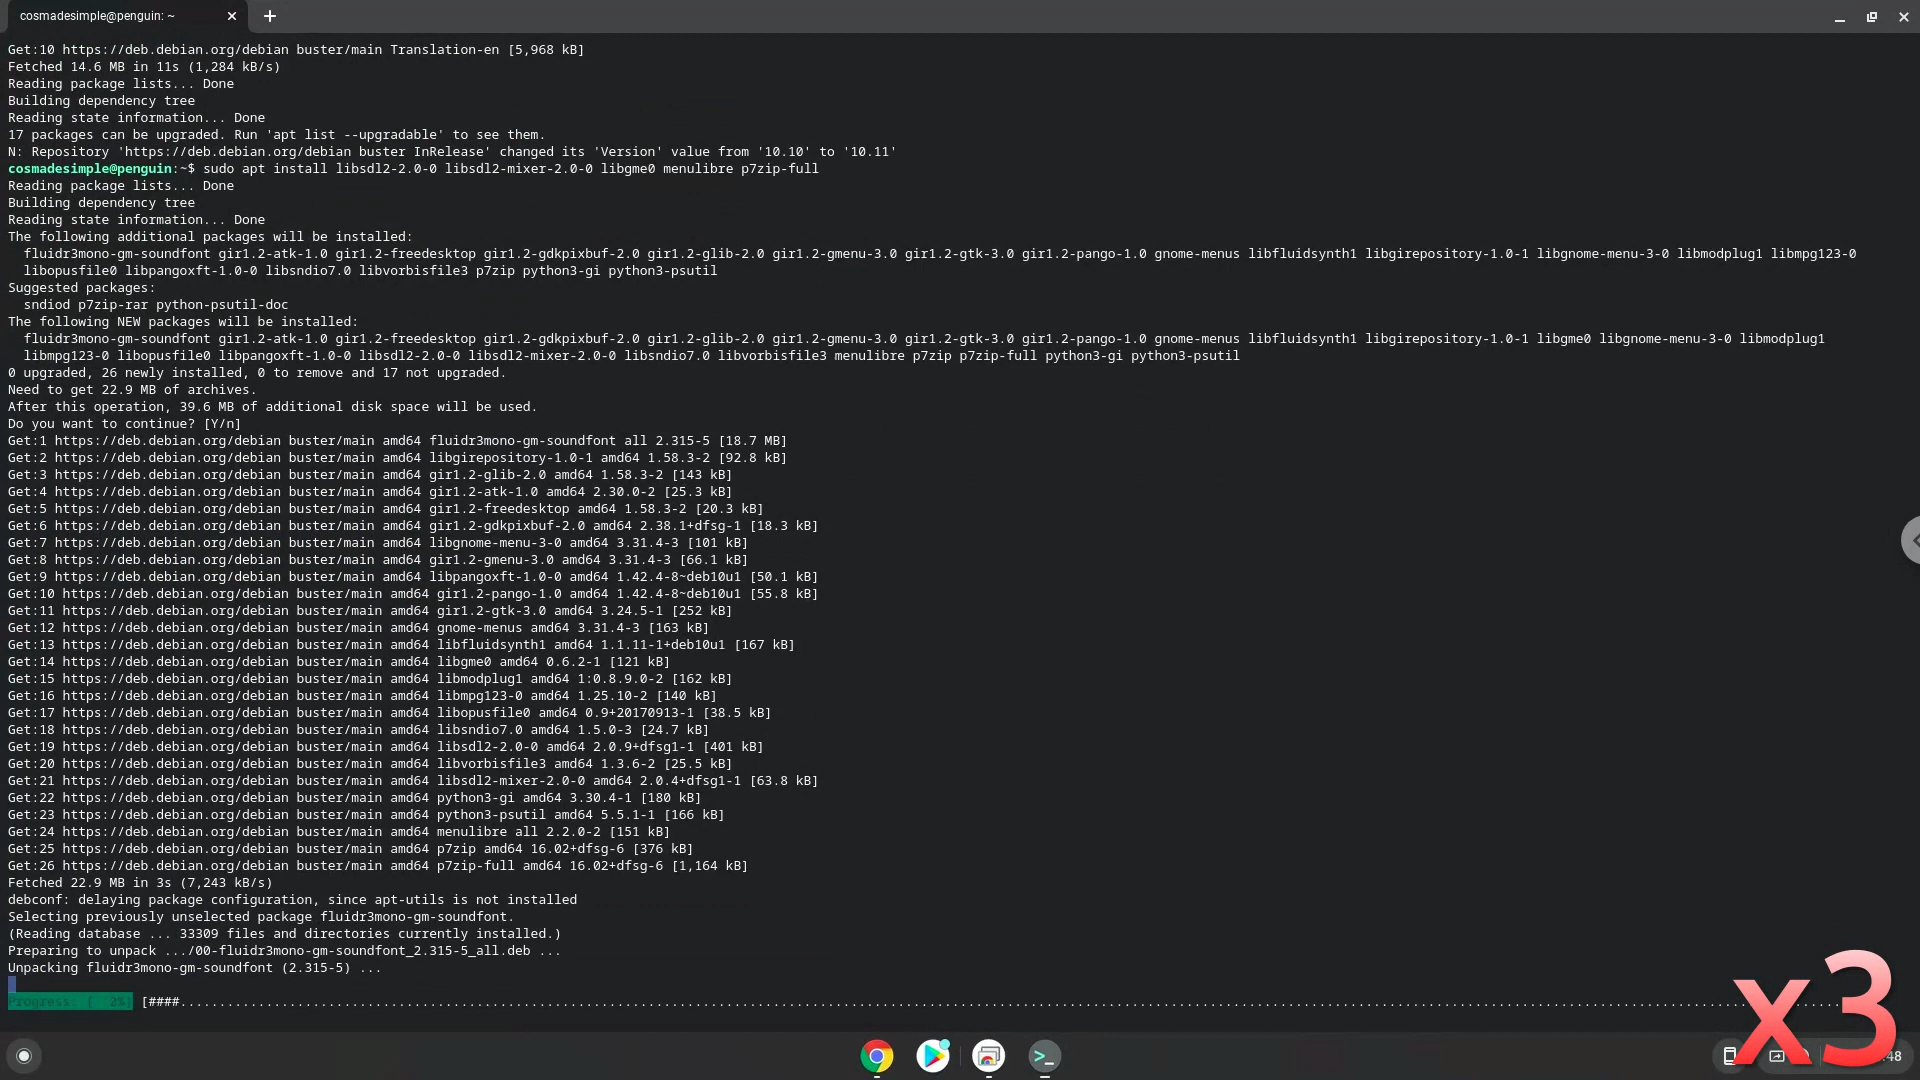 cosmadesimple@penguin: ~
Get:10 https://deb.debian.org/debian buster/main Translation-en [5,968 kB]
Fetched 14.6 MB in 11s (1,284 kB/s)
Reading package lists... Done
Building dependency tree
Reading state information... Done
17 packages can be upgraded. Run 'apt list --upgradable' to see them.
N: Repository 'https://deb.debian.org/debian buster InRelease' changed its 'Version' value from '10.10' to '10.11'
cosmadesimple@penguin:~$ sudo apt install libsdl2-2.0-0 libsdl2-mixer-2.0-0 libgme0 menulibre p7zip-full
Reading package lists... Done
Building dependency tree
Reading state information... Done
The following additional packages will be installed:
fluidr3mono-gm-soundfont gir1.2-atk-1.0 gir1.2-freedesktop gir1.2-gdkpixbuf-2.0 gir1.2-glib-2.0 gir1.2-gmenu-3.0 gir1.2-gtk-3.0 gir1.2-pango-1.0 gnome-menus libfluidsynth1 libgirepository-1.0-1 libgnome-menu-3-0 libmodplug1 libmpg123-0
libopusfile0 libpangoxft-1.0-0 libsndio7.0 libvorbisfile3 p7zip python3-gi python3-psutil
Suggested packages:
sndiod p7zip-rar python-psutil-doc
The following NEW packages will be installed:
fluidr3mono-gm-soundfont gir1.2-atk-1.0 gir1.2-freedesktop gir1.2-gdkpixbuf-2.0 gir1.2-glib-2.0 gir1.2-gmenu-3.0 gir1.2-gtk-3.0 gir1.2-pango-1.0 gnome-menus libfluidsynth1 libgirepository-1.0-1 libgme0 libgnome-menu-3-0 libmodplug1
libmpg123-0 libopusfile0 libpangoxft-1.0-0 libsdl2-2.0-0 libsdl2-mixer-2.0-0 libsndio7.0 libvorbisfile3 menulibre p7zip p7zip-full python3-gi python3-psutil
0 upgraded, 26 newly installed, 0 to remove and 17 not upgraded.
Need to get 22.9 MB of archives.
After this operation, 39.6 MB of additional disk space will be used.
Do you want to continue? [Y/n]
Get:1 https://deb.debian.org/debian buster/main amd64 fluidr3mono-gm-soundfont all 2.315-5 [18.7 MB]
Get:2 https://deb.debian.org/debian buster/main amd64 libgirepository-1.0-1 amd64 1.58.3-2 [92.8 kB]
Get:3 https://deb.debian.org/debian buster/main amd64 gir1.2-glib-2.0 amd64 1.58.3-2 [143 kB]
Get:4 https://deb.debian.org/debian buster/main amd64 gir1.2-atk-1.0 amd64 2.30.0-2 [25.3 kB]
Get:5 https://deb.debian.org/debian buster/main amd64 gir1.2-freedesktop amd64 1.58.3-2 [20.3 kB]
Get:6 https://deb.debian.org/debian buster/main amd64 gir1.2-gdkpixbuf-2.0 amd64 2.38.1+dfsg-1 [18.3 kB]
Get:7 https://deb.debian.org/debian buster/main amd64 libgnome-menu-3-0 amd64 3.31.4-3 [101 kB]
Get:8 https://deb.debian.org/debian buster/main amd64 gir1.2-gmenu-3.0 amd64 3.31.4-3 [66.1 kB]
Get:9 https://deb.debian.org/debian buster/main amd64 libpangoxft-1.0-0 amd64 1.42.4-8~deb10u1 [50.1 kB]
Get:10 https://deb.debian.org/debian buster/main amd64 gir1.2-pango-1.0 amd64 1.42.4-8~deb10u1 [55.8 kB]
Get:11 https://deb.debian.org/debian buster/main amd64 gir1.2-gtk-3.0 amd64 3.24.5-1 [252 kB]
Get:12 https://deb.debian.org/debian buster/main amd64 gnome-menus amd64 3.31.4-3 [163 kB]
Get:13 https://deb.debian.org/debian buster/main amd64 libfluidsynth1 amd64 1.1.11-1+deb10u1 [167 kB]
Get:14 https://deb.debian.org/debian buster/main amd64 libgme0 amd64 0.6.2-1 [121 kB]
Get:15 https://deb.debian.org/debian buster/main amd64 libmodplug1 amd64 1:0.8.9.0-2 [162 kB]
Get:16 https://deb.debian.org/debian buster/main amd64 libmpg123-0 amd64 1.25.10-2 [140 kB]
Get:17 https://deb.debian.org/debian buster/main amd64 libopusfile0 amd64 0.9+20170913-1 [38.5 kB]
Get:18 https://deb.debian.org/debian buster/main amd64 libsndio7.0 amd64 1.5.0-3 [24.7 kB]
Get:19 https://deb.debian.org/debian buster/main amd64 libsdl2-2.0-0 amd64 2.0.9+dfsg1-1 [401 kB]
Get:20 https://deb.debian.org/debian buster/main amd64 libvorbisfile3 amd64 1.3.6-2 [25.5 kB]
Get:21 https://deb.debian.org/debian buster/main amd64 libsdl2-mixer-2.0-0 amd64 2.0.4+dfsg1-1 [63.8 kB]
Get:22 https://deb.debian.org/debian buster/main amd64 python3-gi amd64 3.30.4-1 [180 kB]
Get:23 https://deb.debian.org/debian buster/main amd64 python3-psutil amd64 5.5.1-1 [166 kB]
Get:24 https://deb.debian.org/debian buster/main amd64 menulibre all 2.2.0-2 [151 kB]
Get:25 https://deb.debian.org/debian buster/main amd64 p7zip amd64 16.02+dfsg-6 [376 kB]
Get:26 https://deb.debian.org/debian buster/main amd64 p7zip-full amd64 16.02+dfsg-6 [1,164 kB]
Fetched 22.9 MB in 3s (7,243 kB/s)
debconf: delaying package configuration, since apt-utils is not installed
Selecting previously unselected package fluidr3mono-gm-soundfont.
(Reading database ... 33309 files and directories currently installed.)
Preparing to unpack .../00-fluidr3mono-gm-soundfont_2.315-5_all.deb ...
Unpacking fluidr3mono-gm-soundfont (2.315-5) ...
Progress: [  2%] [####....................
x3
48